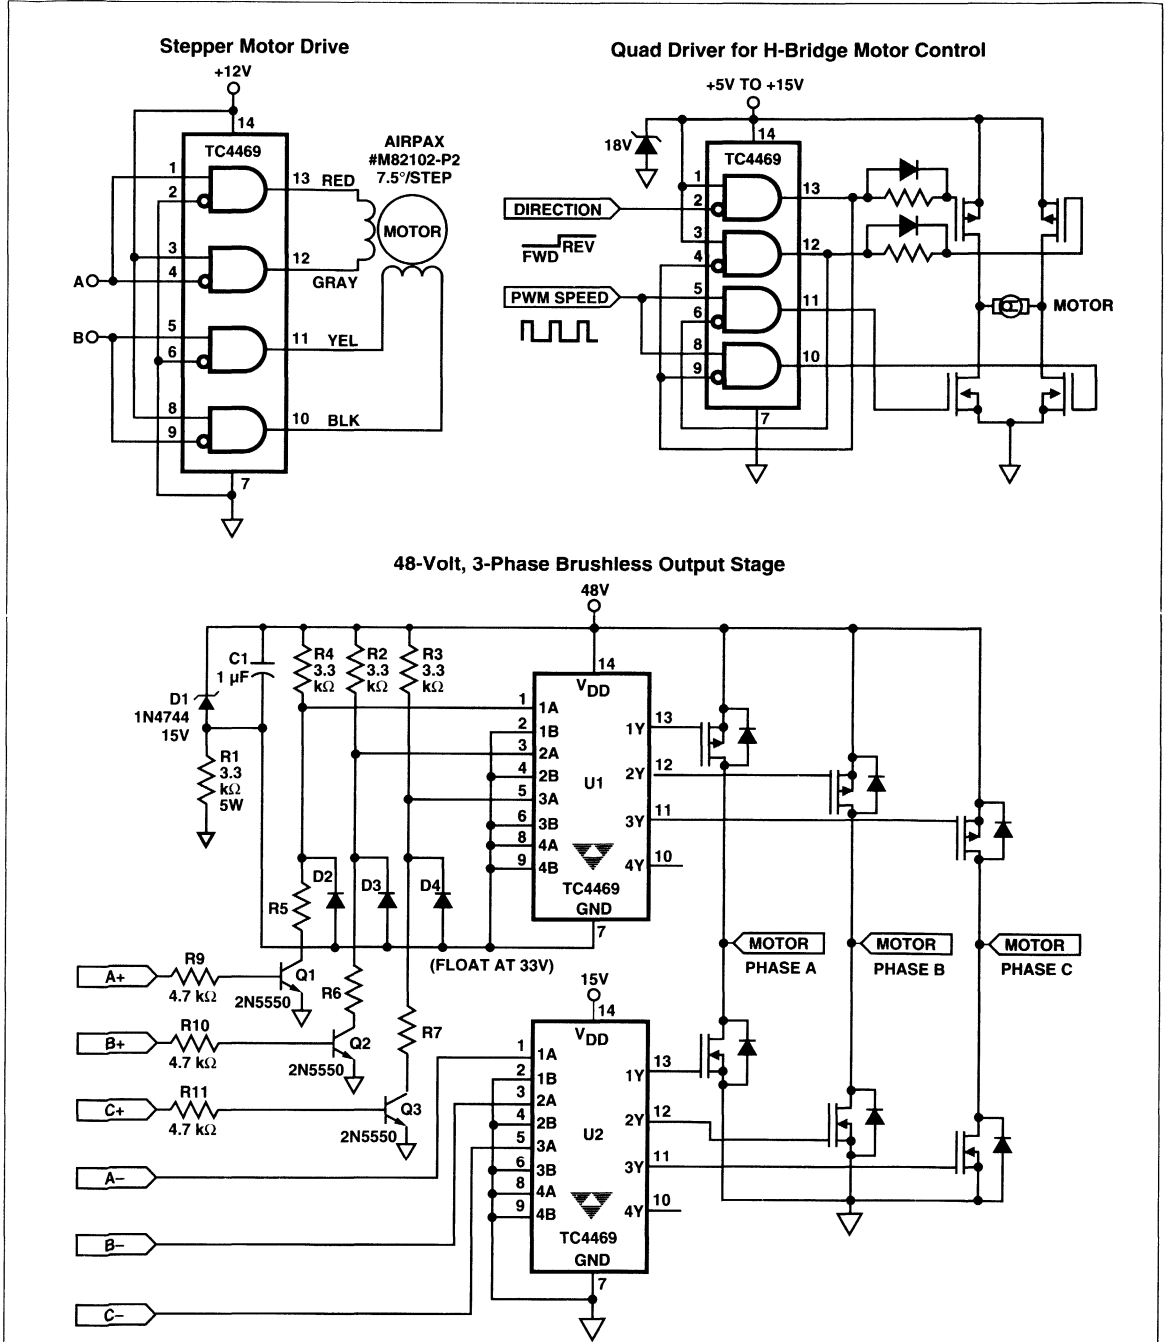 Stepper Motor Drive
+12V
14
TC4469
1
2
3
4
5
6
8
9
A
B
13 RED
12
GRAY
11 YEL
10 BLK
7
AIRPAX
#M82102-P2
7.5°/STEP
MOTOR
Quad Driver for H-Bridge Motor Control
+5V TO +15V
14
18V
TC4469
DIRECTION
FWD
REV
PWM SPEED
1
2
3
4
5
6
8
9
13
12
11
10
7
MOTOR
48-Volt, 3-Phase Brushless Output Stage
48V
C1
1 µF
D1
1N4744
15V
R1
3.3
kΩ
5W
R4
3.3
kΩ
R2
3.3
kΩ
R3
3.3
kΩ
14
VDD
1 1A
2 1B
3 2A
4 2B
5 3A
6 3B
8 4A
9 4B
1Y 13
2Y 12
3Y 11
4Y 10
U1
TC4469
GND
7
D2
D3
D4
R5
(FLOAT AT 33V)
MOTOR
PHASE A
MOTOR
PHASE B
MOTOR
PHASE C
A+
R9
4.7 kΩ
Q1
2N5550
R6
B+
R10
4.7 kΩ
Q2
2N5550
R7
C+
R11
4.7 kΩ
Q3
2N5550
A–
B–
C–
15V
14
VDD
1 1A
2 1B
3 2A
4 2B
5 3A
6 3B
8 4A
9 4B
1Y 13
2Y 12
3Y 11
4Y 10
U2
TC4469
GND
7